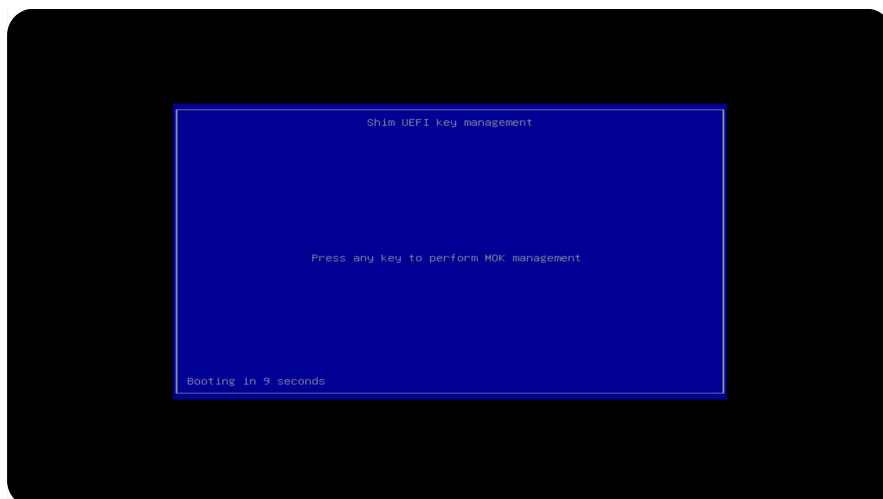 Shim UEFI key management
Press any key to perform MOK management
Booting in 9 seconds